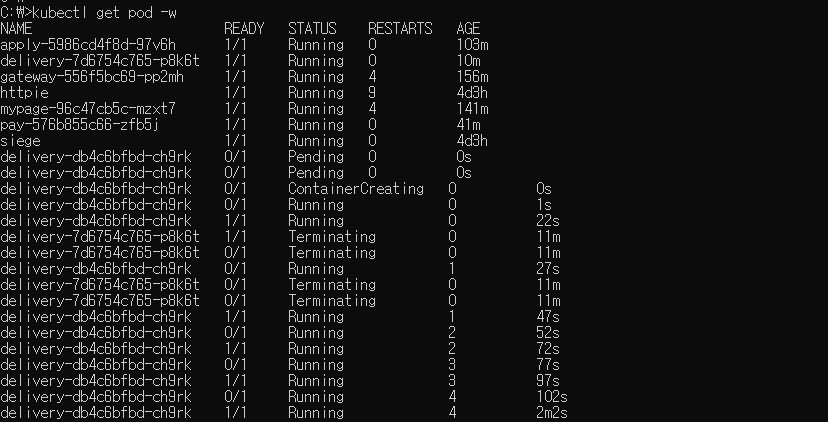 C:\>kubectl get pod -w
NAME READY STATUS RESTARTS AGE
apply-5986cd4f8d-97v6h 1/1 Running 0 103m
delivery-7d6754c765-p8k6t 1/1 Running 0 10m
gateway-556f5bc69-pp2mh 1/1 Running 4 156m
httpie 1/1 Running 9 4d3h
mypage-96c47cb5c-mzxt7 1/1 Running 4 141m
pay-576b855c66-zfb5j 1/1 Running 0 41m
siege 1/1 Running 0 4d3h
delivery-db4c6bfbd-ch9rk 0/1 Pending 0 0s
delivery-db4c6bfbd-ch9rk 0/1 Pending 0 0s
delivery-db4c6bfbd-ch9rk 0/1 ContainerCreating 0 0s
delivery-db4c6bfbd-ch9rk 0/1 Running 0 1s
delivery-db4c6bfbd-ch9rk 1/1 Running 0 22s
delivery-7d6754c765-p8k6t 1/1 Terminating 0 11m
delivery-7d6754c765-p8k6t 0/1 Terminating 0 11m
delivery-db4c6bfbd-ch9rk 0/1 Running 1 27s
delivery-7d6754c765-p8k6t 0/1 Terminating 0 11m
delivery-7d6754c765-p8k6t 0/1 Terminating 0 11m
delivery-db4c6bfbd-ch9rk 1/1 Running 1 47s
delivery-db4c6bfbd-ch9rk 0/1 Running 2 52s
delivery-db4c6bfbd-ch9rk 1/1 Running 2 72s
delivery-db4c6bfbd-ch9rk 0/1 Running 3 77s
delivery-db4c6bfbd-ch9rk 1/1 Running 3 97s
delivery-db4c6bfbd-ch9rk 0/1 Running 4 102s
delivery-db4c6bfbd-ch9rk 1/1 Running 4 2m2s